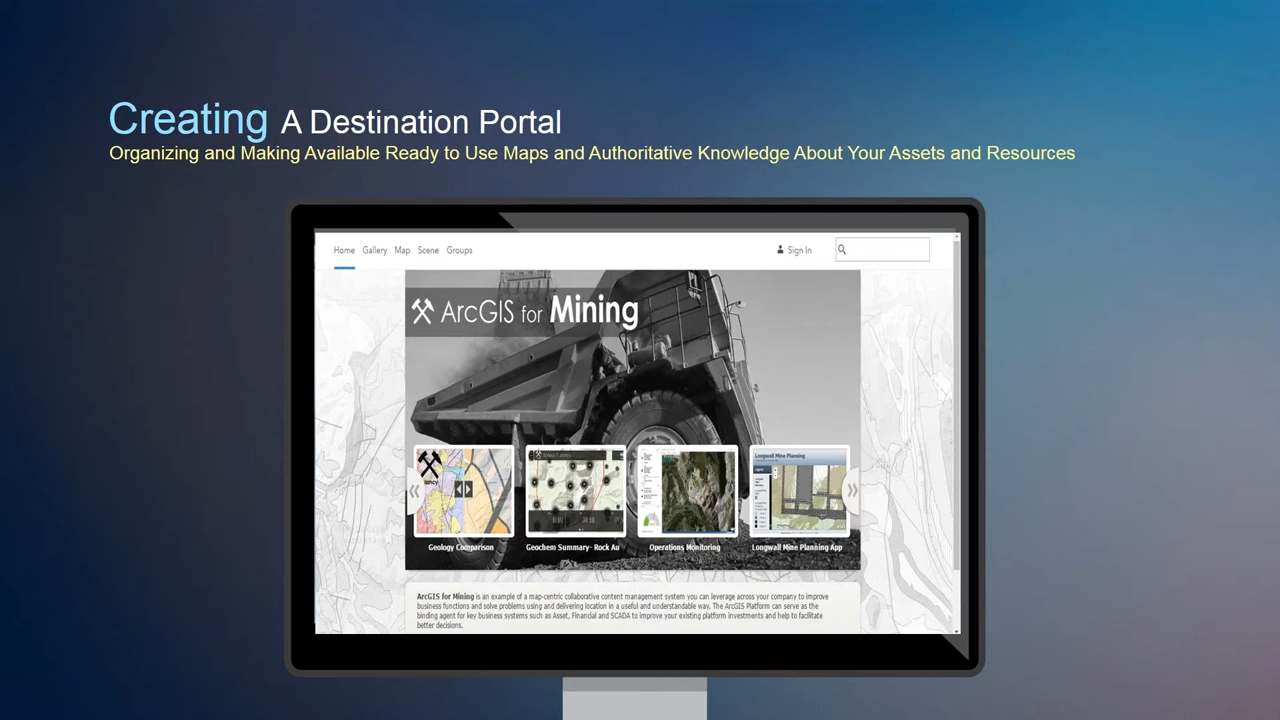 Creating A Destination Portal
Organizing and Making Available Ready to Use Maps and Authoritative Knowledge About Your Assets and Resources
Home Gallery Map Scene Groups Sign In
ArcGIS for Mining
Longwall Mine Planning
Geology Comparison Geochem Summary- Rock Au Operations Monitoring Longwall Mine Planning App
ArcGIS for Mining is an example of a map-centric collaborative content management system you can leverage across your company to improve
business functions and solve problems using and delivering location in a useful and understandable way. The ArcGIS Platform can serve as the
binding agent for key business systems such as Asset, Financial and SCADA to improve your existing platform investments and help to facilitate
better decisions.